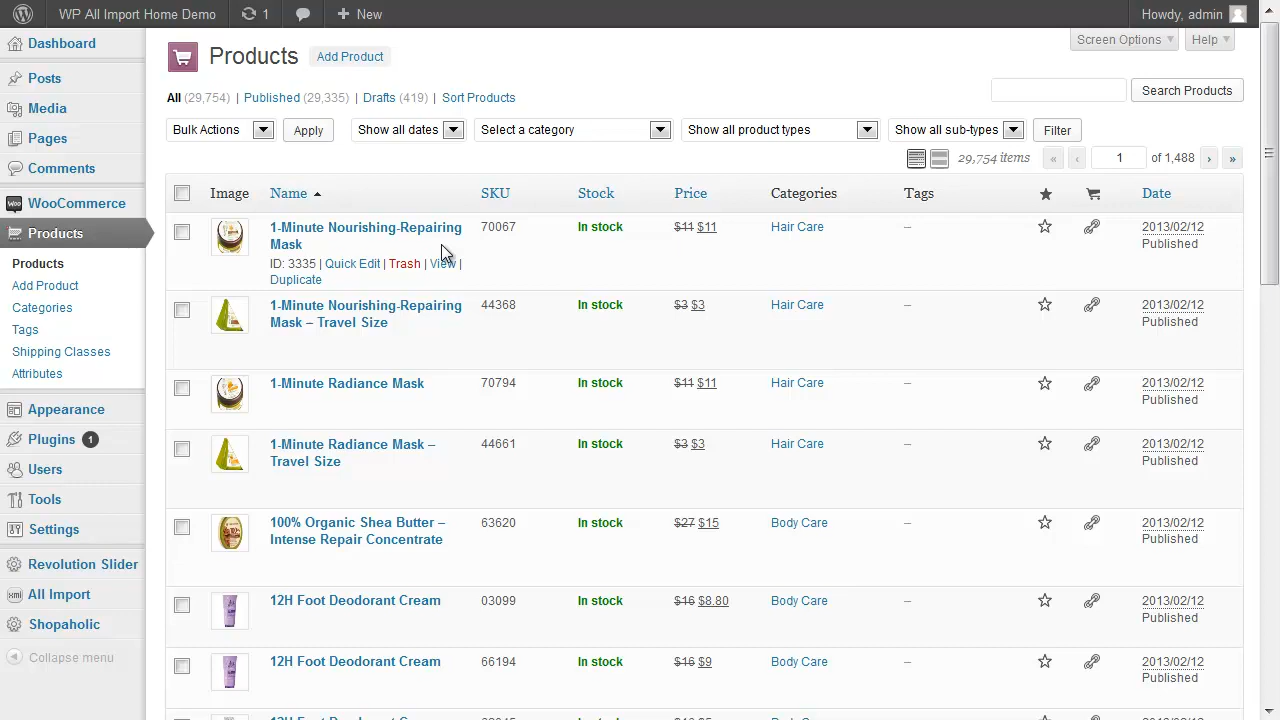 WP All Import Home Demo 1 New Howdy, admin
Dashboard
Posts
Media
Pages
Comments
WooCommerce
Products
Products
Add Product
Categories
Tags
Shipping Classes
Attributes
Appearance
Plugins 1
Users
Tools
Settings
Revolution Slider
All Import
Shopaholic
Collapse menu
Screen Options Help
Products Add Product
All (29,754) | Published (29,335) | Drafts (419) | Sort Products
Search Products
Bulk Actions Apply Show all dates Select a category Show all product types Show all sub-types Filter
29,754 items « ‹ 1 of 1,488 › »
Image Name SKU Stock Price Categories Tags Date
1-Minute Nourishing-Repairing 70067 In stock $11 $11 Hair Care – 2013/02/12
Mask Published
ID: 3335 | Quick Edit | Trash | View |
Duplicate
1-Minute Nourishing-Repairing 44368 In stock $3 $3 Hair Care – 2013/02/12
Mask – Travel Size Published
1-Minute Radiance Mask 70794 In stock $11 $11 Hair Care – 2013/02/12
Published
1-Minute Radiance Mask – 44661 In stock $3 $3 Hair Care – 2013/02/12
Travel Size Published
100% Organic Shea Butter – 63620 In stock $27 $15 Body Care – 2013/02/12
Intense Repair Concentrate Published
12H Foot Deodorant Cream 03099 In stock $16 $8.80 Body Care – 2013/02/12
Published
12H Foot Deodorant Cream 66194 In stock $16 $9 Body Care – 2013/02/12
Published